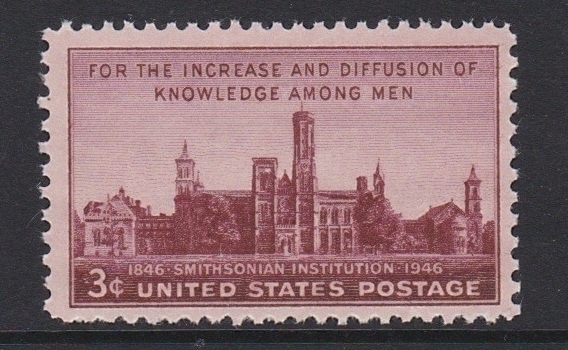 FOR THE INCREASE AND DIFFUSION OF
KNOWLEDGE AMONG MEN
1846 · SMITHSONIAN INSTITUTION · 1946
3¢ UNITED STATES POSTAGE